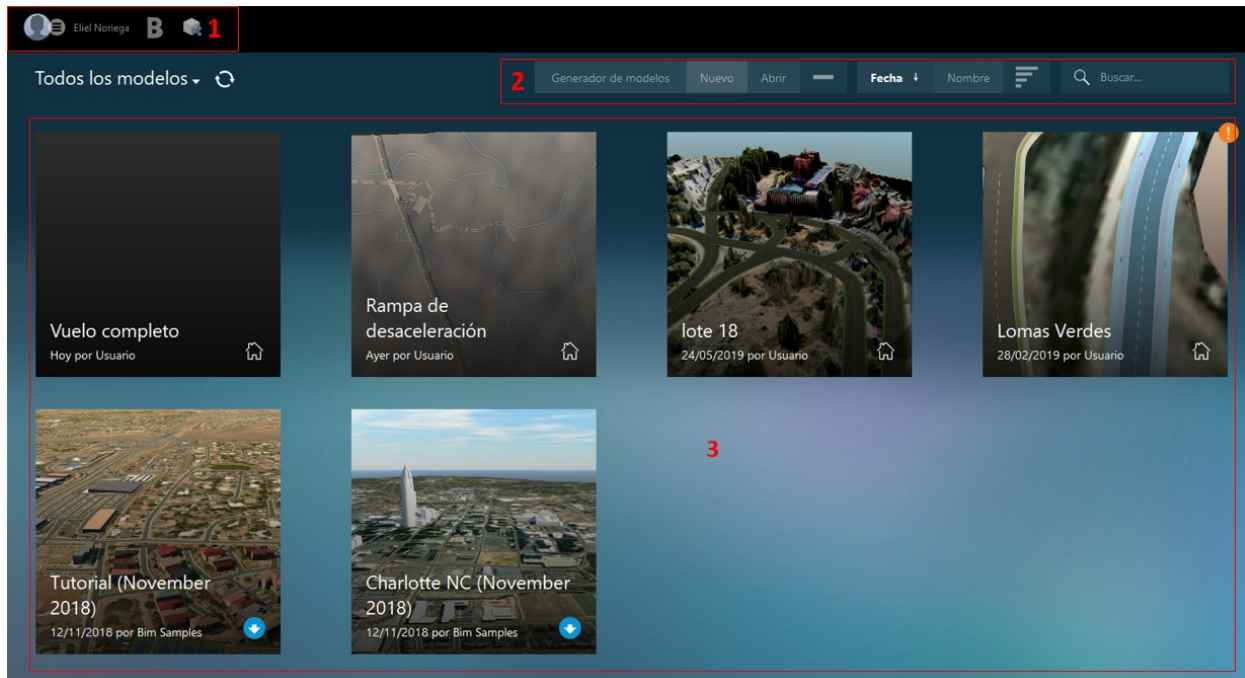 Eliel Noriega B 1
Todos los modelos
2 Generador de modelos Nuevo Abrir Fecha Nombre Buscar...
Vuelo completo
Hoy por Usuario
Rampa de
desaceleración
Ayer por Usuario
lote 18
24/05/2019 por Usuario
!
Lomas Verdes
28/02/2019 por Usuario
3
Tutorial (November
2018)
12/11/2018 por Bim Samples
Charlotte NC (November
2018)
12/11/2018 por Bim Samples